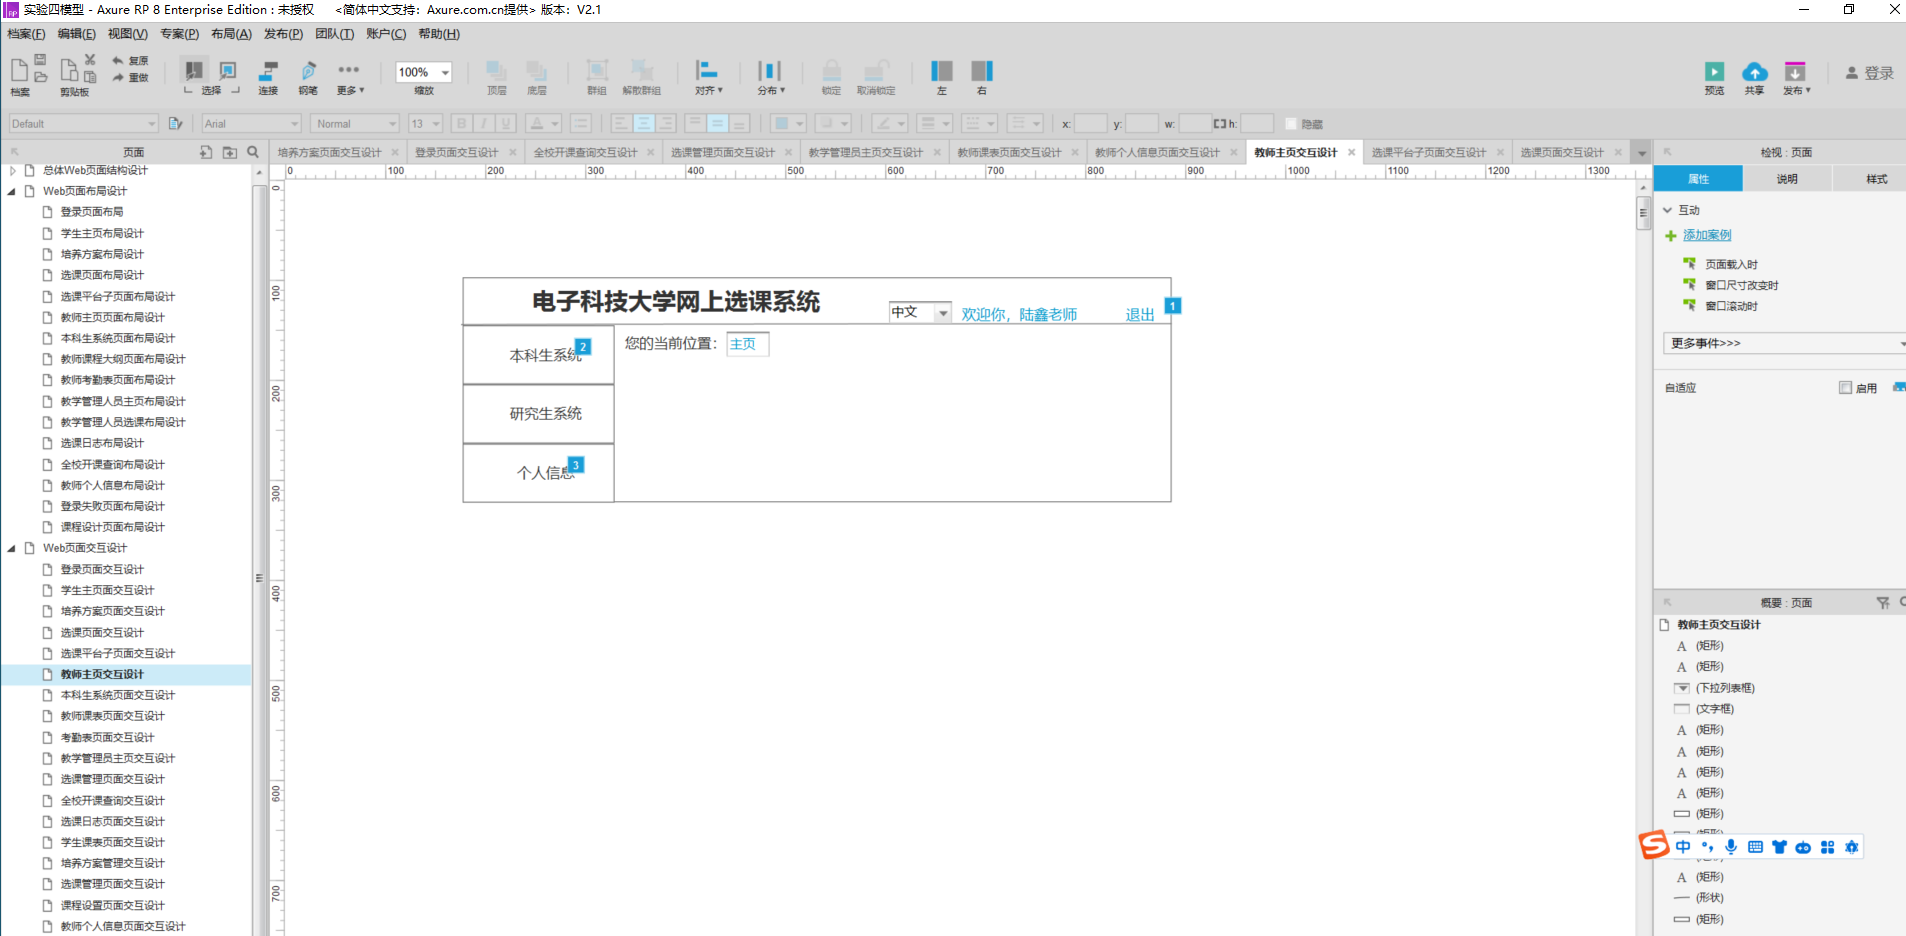 实验四模型 - Axure RP 8 Enterprise Edition : 未授权 <简体中文支持：Axure.com.cn提供> 版本：V2.1
档案(F) 编辑(E) 视图(V) 专案(P) 布局(A) 发布(P) 团队(T) 账户(C) 帮助(H)
复原
重做
100%
档案 剪贴板 选择 连接 钢笔 更多 缩放 顶层 底层 群组 解散群组 对齐 分布 锁定 取消锁定 左 右 预览 共享 发布 登录
Default Arial Normal 13 B I U A x: y: w: h: 隐藏
页面
培养方案页面交互设计 登录页面交互设计 全校开课查询交互设计 选课管理页面交互设计 教学管理员主页交互设计 教师课表页面交互设计 教师个人信息页面交互设计 教师主页交互设计 选课平台子页面交互设计 选课页面交互设计
检视 : 页面
0 100 200 300 400 500 600 700 800 900 1000 1100 1200 1300
0
100
200
300
400
500
600
700
总体Web页面结构设计
Web页面布局设计
登录页面布局
学生主页布局设计
培养方案布局设计
选课页面布局设计
选课平台子页面布局设计
教师主页页面布局设计
本科生系统页面布局设计
教师课程大纲页面布局设计
教师考勤表页面布局设计
教学管理人员主页布局设计
教学管理人员选课布局设计
选课日志布局设计
全校开课查询布局设计
教师个人信息布局设计
登录失败页面布局设计
课程设计页面布局设计
Web页面交互设计
登录页面交互设计
学生主页面交互设计
培养方案页面交互设计
选课页面交互设计
选课平台子页面交互设计
教师主页交互设计
本科生系统页面交互设计
教师课表页面交互设计
考勤表页面交互设计
教学管理员主页交互设计
选课管理页面交互设计
全校开课查询交互设计
选课日志页面交互设计
学生课表页面交互设计
培养方案管理交互设计
选课管理页面交互设计
课程设置页面交互设计
教师个人信息页面交互设计
电子科技大学网上选课系统
中文 欢迎你，陆鑫老师 退出 1
本科生系统 2
您的当前位置： 主页
研究生系统
个人信息 3
属性 说明 样式
互动
添加案例
页面载入时
窗口尺寸改变时
窗口滚动时
更多事件>>>
自适应 启用
概要 : 页面
教师主页交互设计
A (矩形)
A (矩形)
(下拉列表框)
(文字框)
A (矩形)
A (矩形)
A (矩形)
A (矩形)
(矩形)
S 中
A (矩形)
(形状)
(矩形)